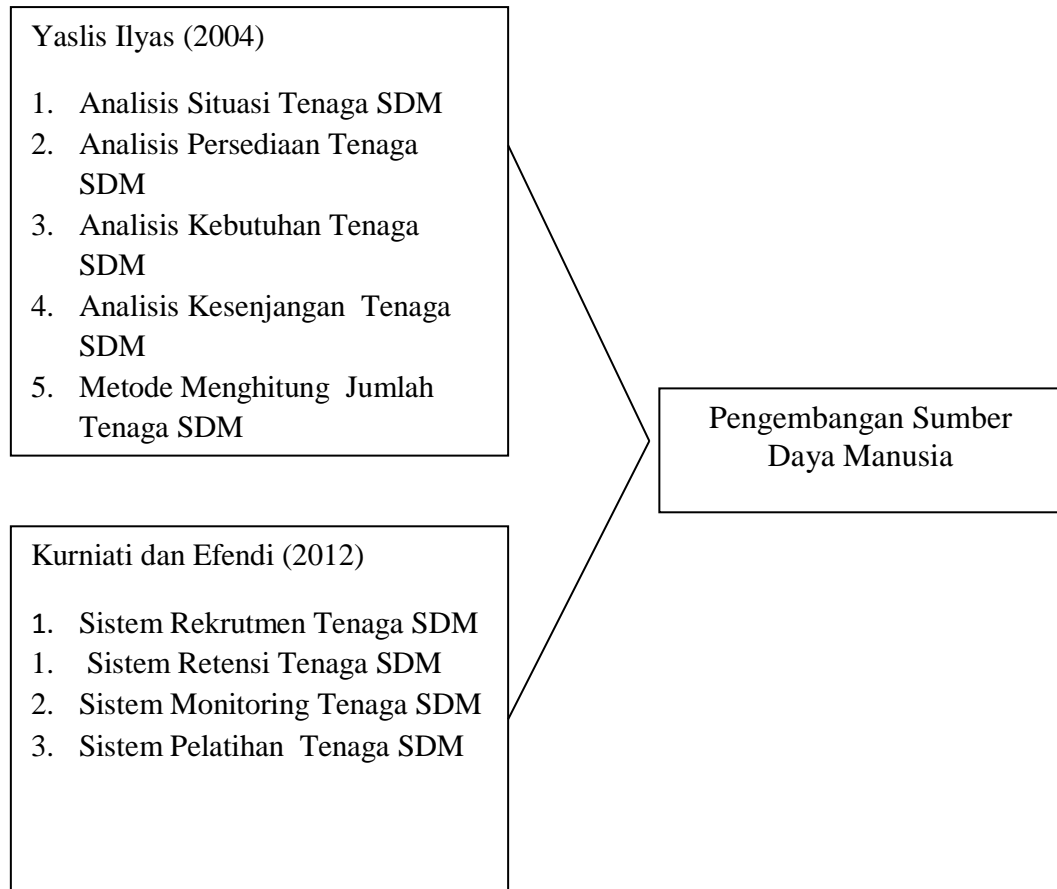 Yaslis Ilyas (2004)
1. Analisis Situasi Tenaga SDM
2. Analisis Persediaan Tenaga
SDM
3. Analisis Kebutuhan Tenaga
SDM
4. Analisis Kesenjangan  Tenaga
SDM
5. Metode Menghitung  Jumlah
Tenaga SDM
Kurniati dan Efendi (2012)
1. Sistem Rekrutmen Tenaga SDM
1.  Sistem Retensi Tenaga SDM
2. Sistem Monitoring Tenaga SDM
3. Sistem Pelatihan  Tenaga SDM
Pengembangan Sumber
Daya Manusia